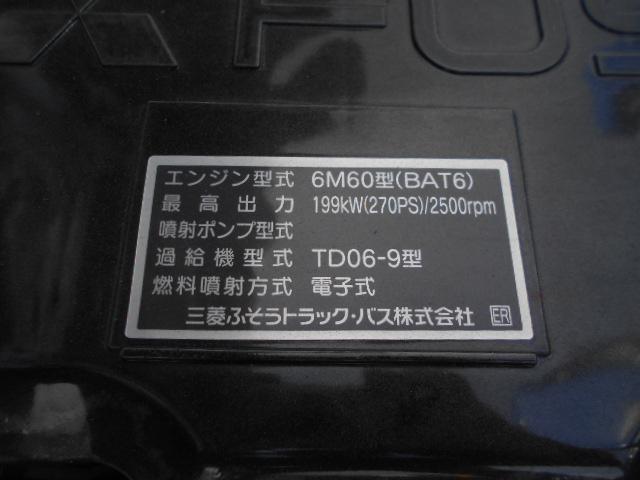 FUS
エンジン型式 6M60型(BAT6)
最高出力 199kW(270PS)/2500rpm
噴射ポンプ型式
過給機型式 TD06-9型
燃料噴射方式 電子式
三菱ふそうトラック・バス株式会社 ER